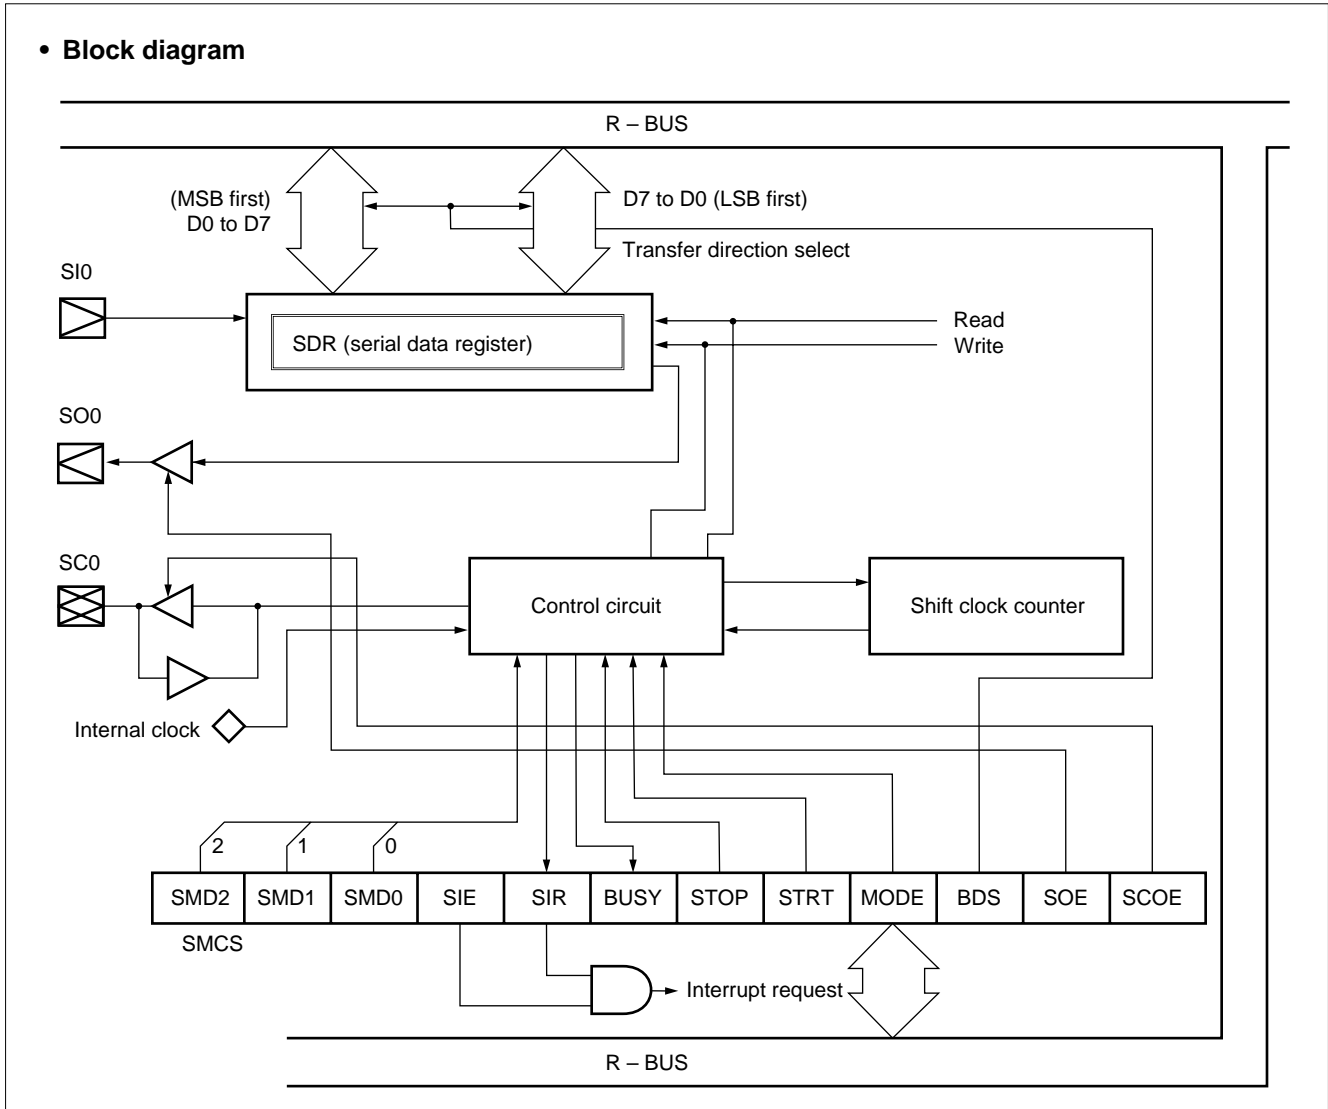 • Block diagram
R – BUS
(MSB first)
D0 to D7
D7 to D0 (LSB first)
Transfer direction select
SI0
SDR (serial data register)
Read
Write
SO0
SC0
Control circuit
Shift clock counter
Internal clock
2
1
0
SMD2 SMD1 SMD0 SIE SIR BUSY STOP STRT MODE BDS SOE SCOE
SMCS
Interrupt request
R – BUS